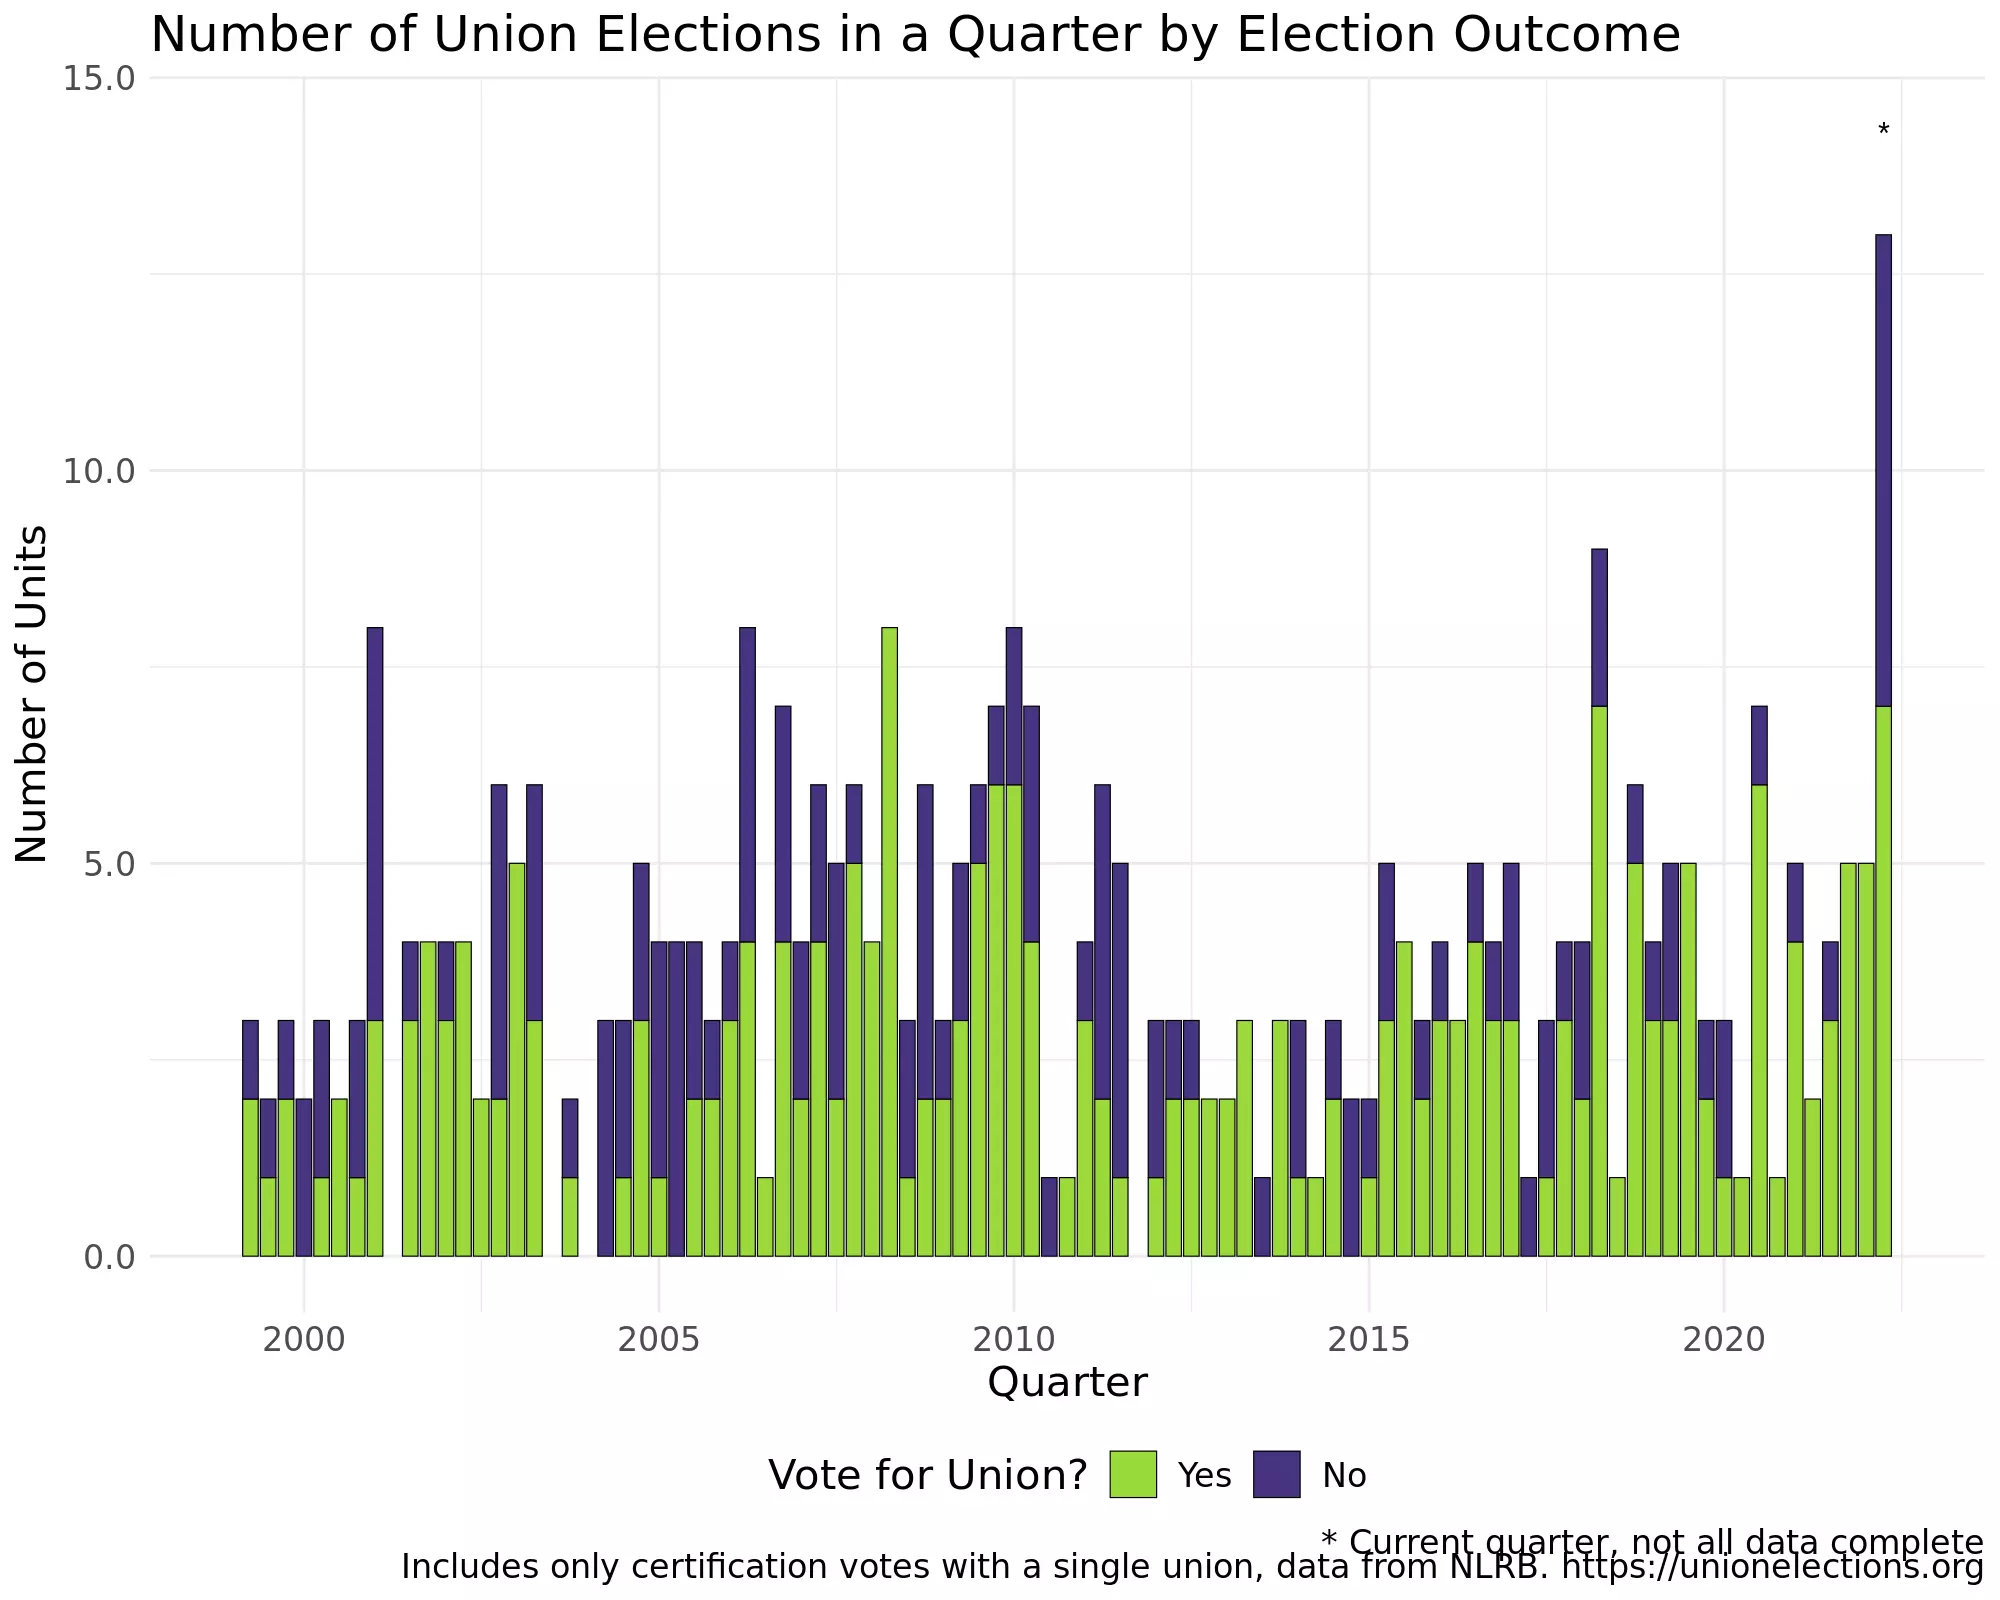 Number of Union Elections in a Quarter by Election Outcome
15.0
*
10.0
Number of Units
5.0
0.0
2000 2005 2010 2015 2020
Quarter
Vote for Union? Yes No
* Current quarter, not all data complete
Includes only certification votes with a single union, data from NLRB. https://unionelections.org